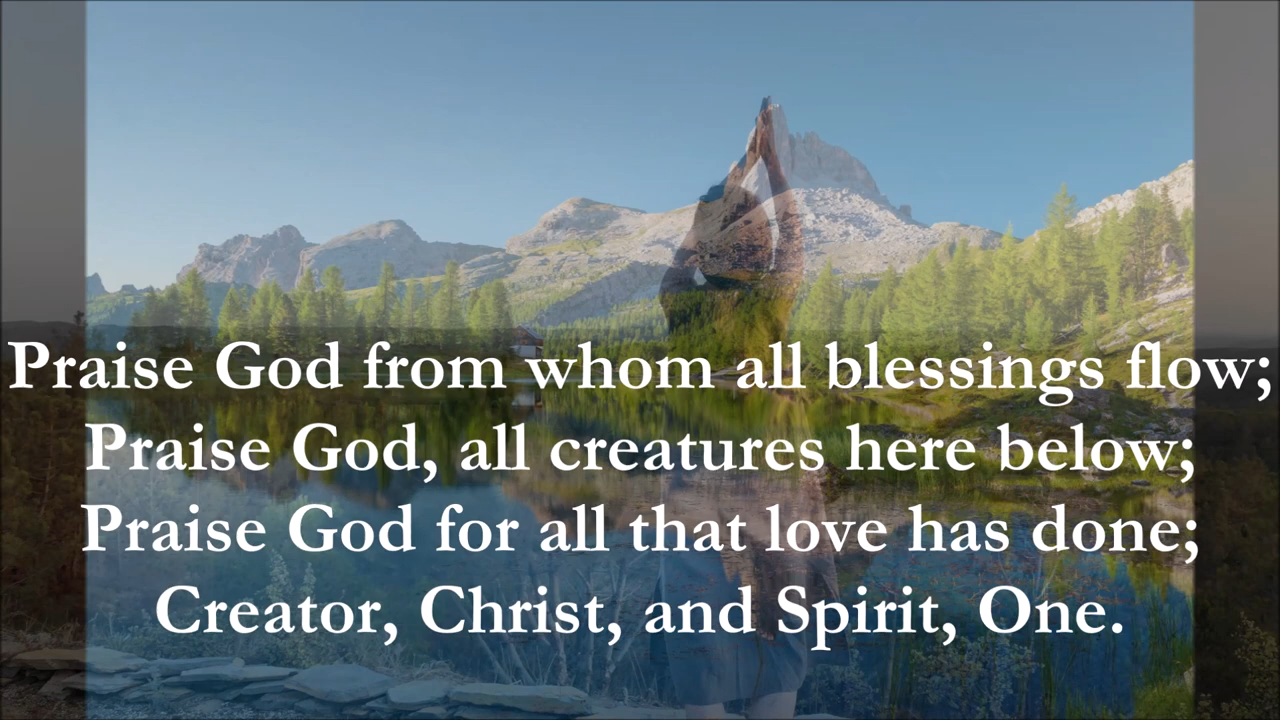 Praise God from whom all blessings flow;
Praise God, all creatures here below;
Praise God for all that love has done;
Creator, Christ, and Spirit, One.